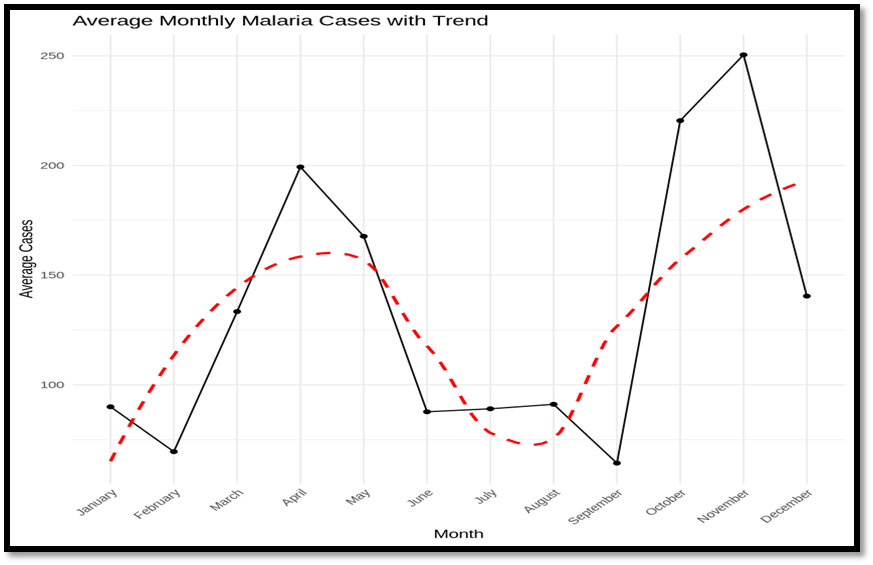 Average Monthly Malaria Cases with Trend
250
200
150
100
Average Cases
January
February
March
April
May
June
July
August
September
October
November
December
Month